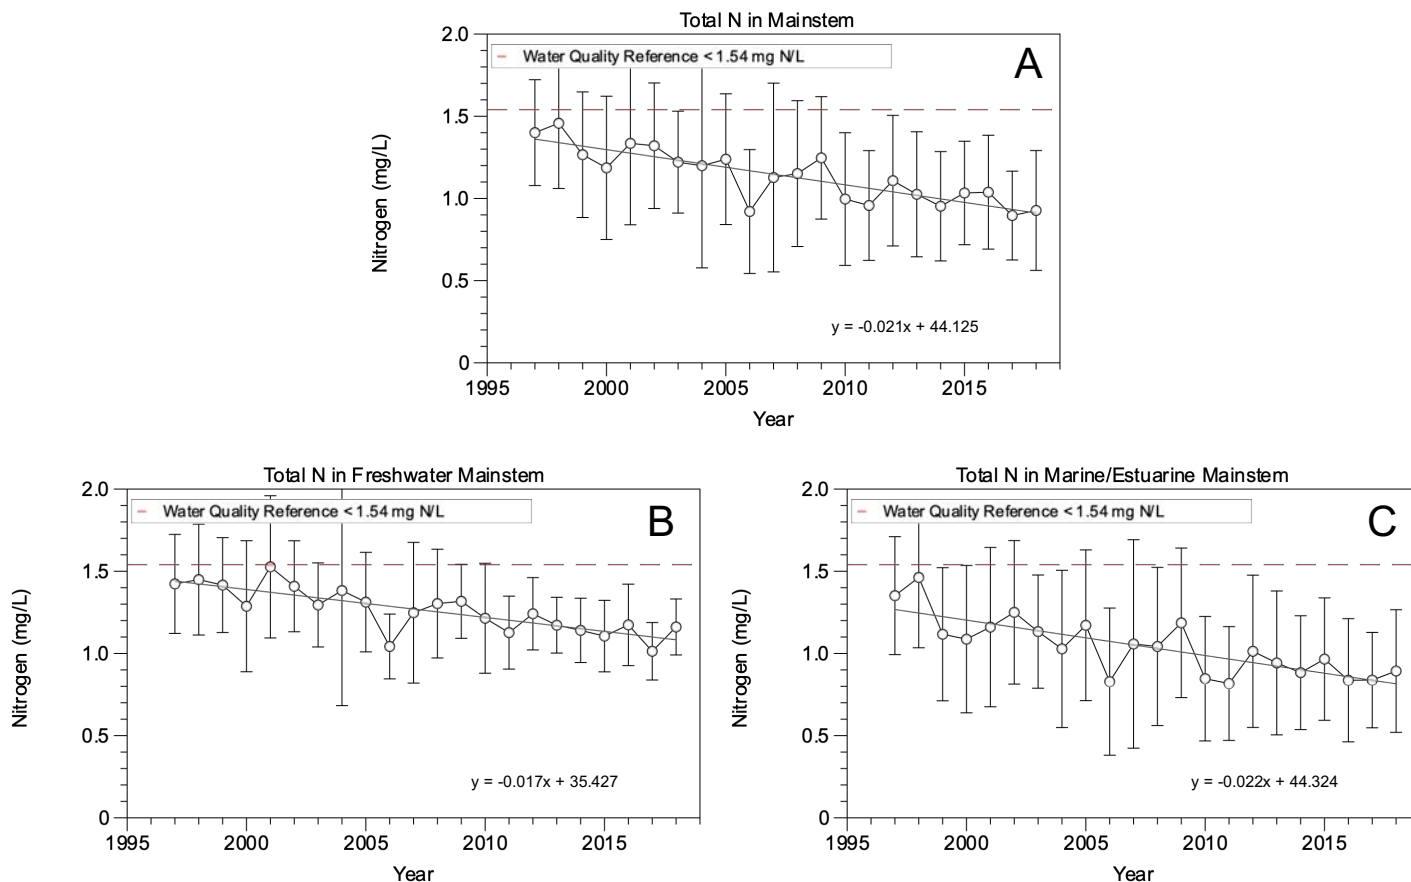 Total N in Mainstem
2.0
Water Quality Reference < 1.54 mg N/L
A
1.5
1.0
0.5
0
Nitrogen (mg/L)
y = -0.021x + 44.125
1995 2000 2005 2010 2015
Year
Total N in Freshwater Mainstem
2.0
Water Quality Reference < 1.54 mg N/L
B
1.5
1.0
0.5
0
Nitrogen (mg/L)
y = -0.017x + 35.427
1995 2000 2005 2010 2015
Year
Total N in Marine/Estuarine Mainstem
2.0
Water Quality Reference < 1.54 mg N/L
C
1.5
1.0
0.5
0
Nitrogen (mg/L)
y = -0.022x + 44.324
1995 2000 2005 2010 2015
Year